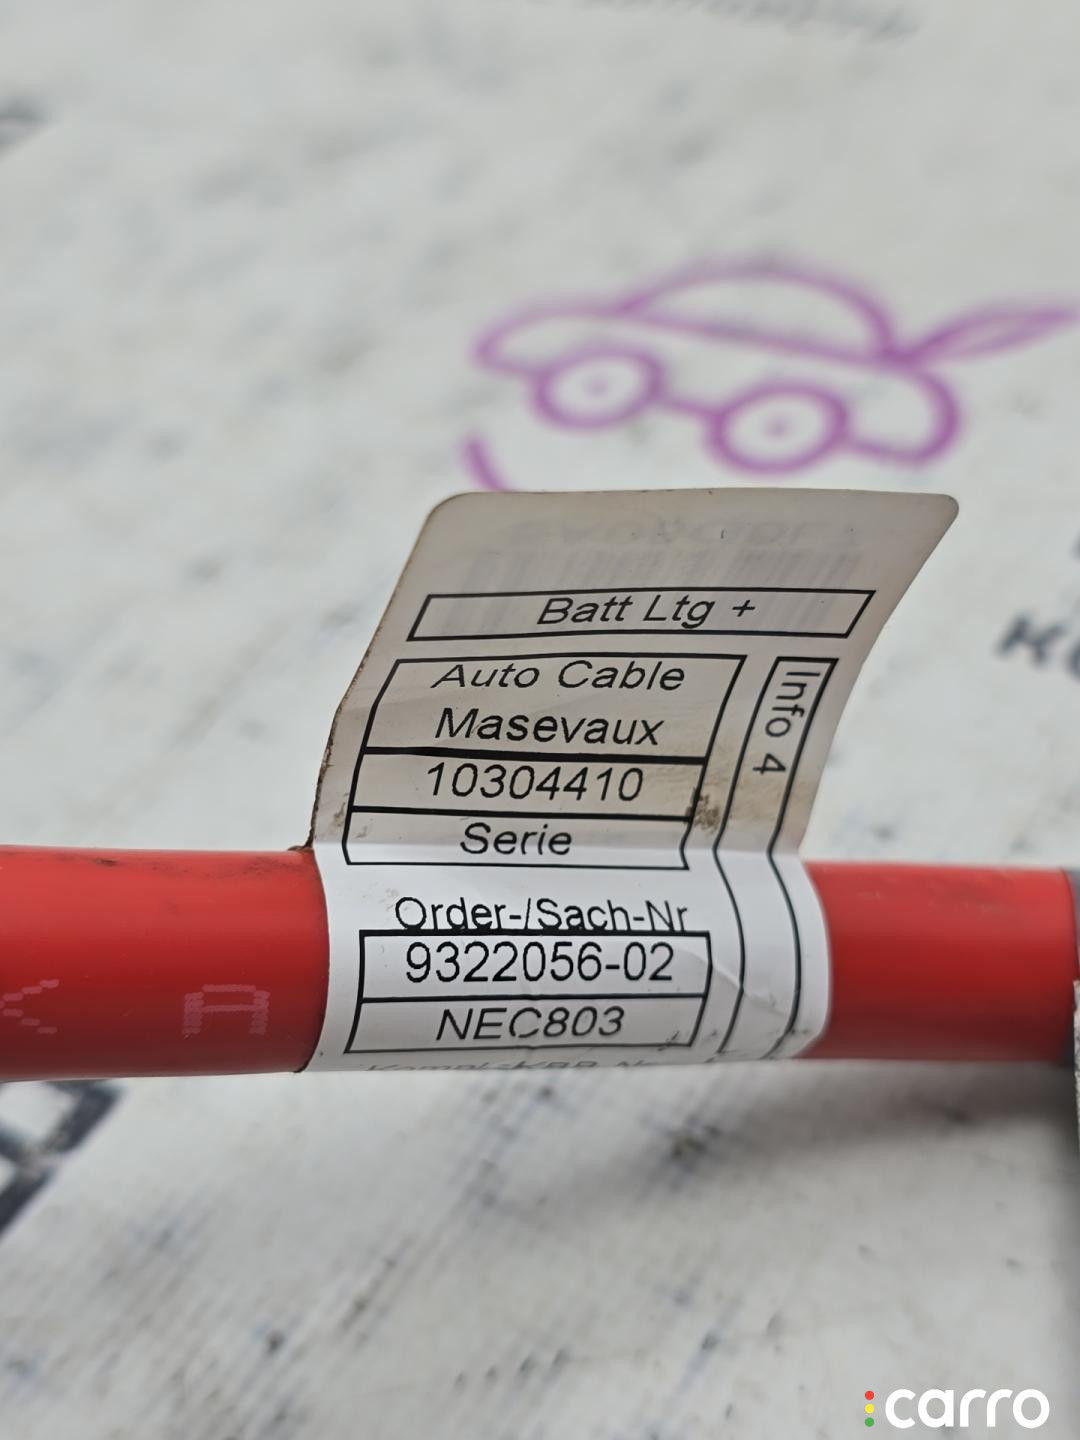 Batt Ltg +
Auto Cable
Masevaux
10304410
Serie
Info 4
Order-/Sach-Nr
9322056-02
NEC803
carro